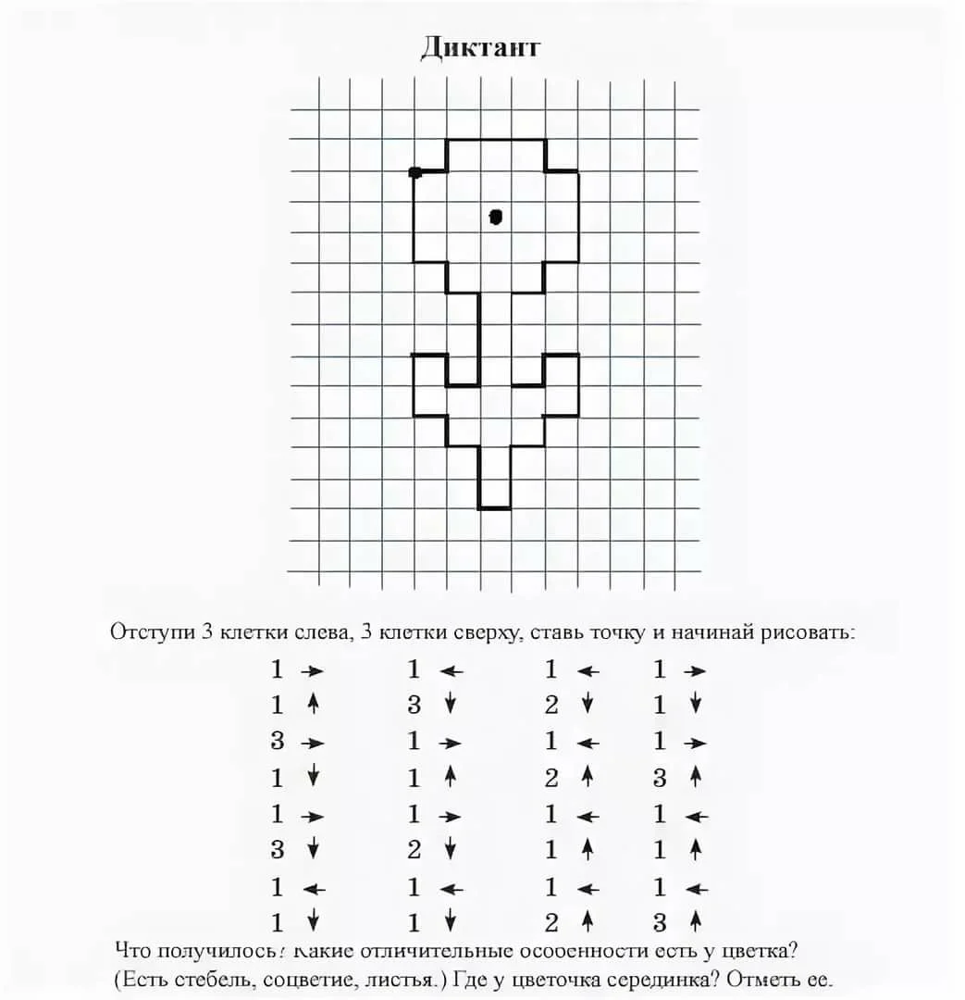 Диктант
Отступи 3 клетки слева, 3 клетки сверху, ставь точку и начинай рисовать:
1 → 1 ← 1 ← 1 →
1 ↑ 3 ↓ 2 ↓ 1 ↓
3 → 1 → 1 ← 1 →
1 ↓ 1 ↑ 2 ↑ 3 ↑
1 → 1 → 1 ← 1 ←
3 ↓ 2 ↓ 1 ↑ 1 ↑
1 ← 1 ← 1 ← 1 ←
1 ↓ 1 ↓ 2 ↑ 3 ↑
Что получилось? Какие отличительные особенности есть у цветка?
(Есть стебель, соцветие, листья.) Где у цветочка серединка? Отметь ее.